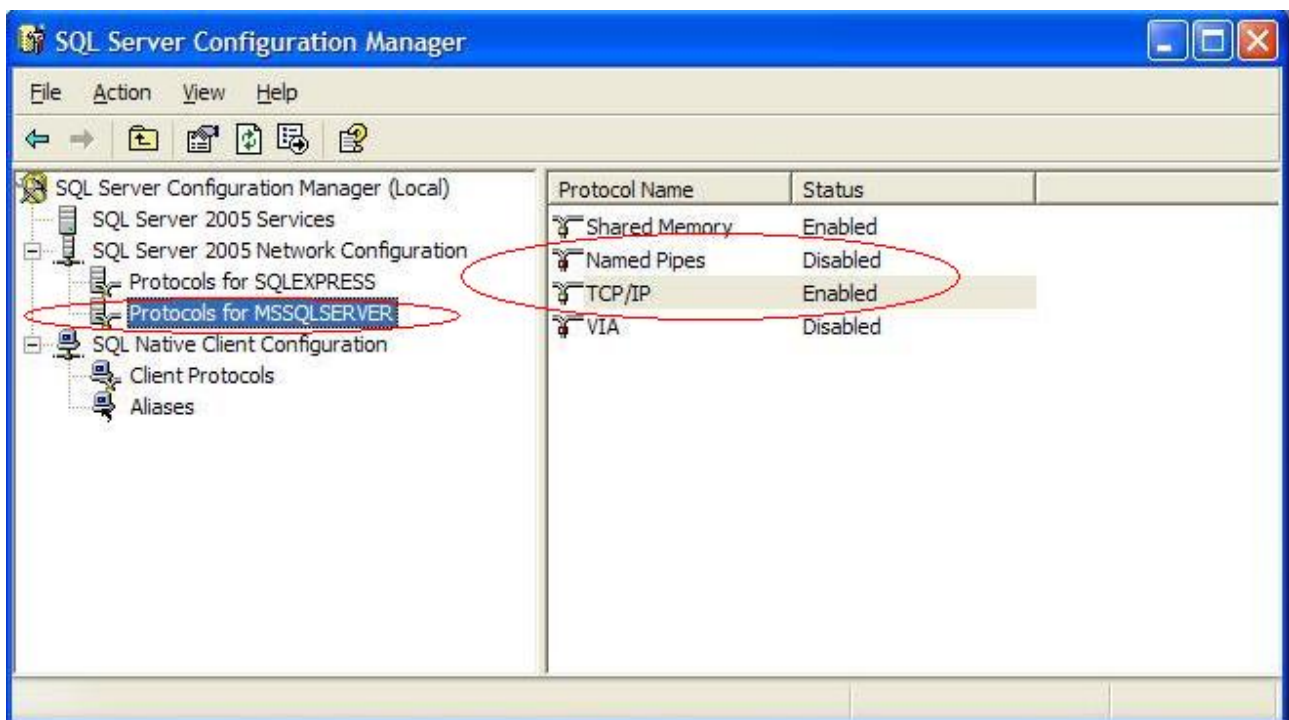 SQL Server Configuration Manager
File Action View Help
SQL Server Configuration Manager (Local)
SQL Server 2005 Services
SQL Server 2005 Network Configuration
Protocols for SQLEXPRESS
Protocols for MSSQLSERVER
SQL Native Client Configuration
Client Protocols
Aliases
Protocol Name Status
Shared Memory Enabled
Named Pipes Disabled
TCP/IP Enabled
VIA Disabled